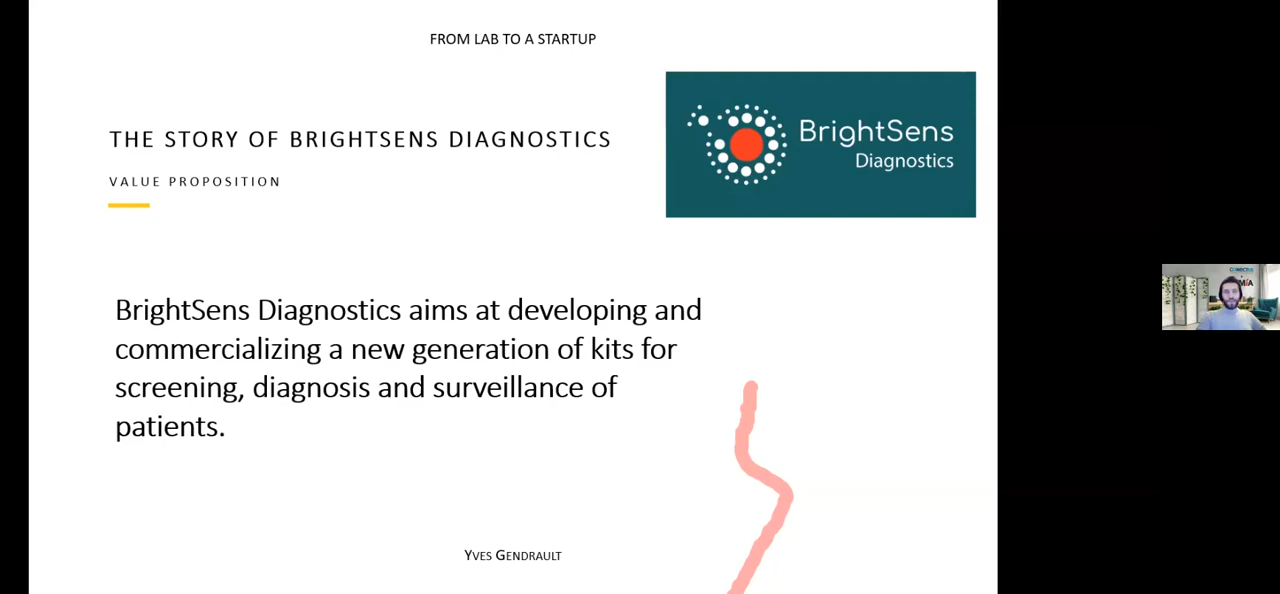 FROM LAB TO A STARTUP
THE STORY OF BRIGHTSENS DIAGNOSTICS
VALUE PROPOSITION
BrightSens
Diagnostics
BrightSens Diagnostics aims at developing and
commercializing a new generation of kits for
screening, diagnosis and surveillance of
patients.
YVES GENDRAULT